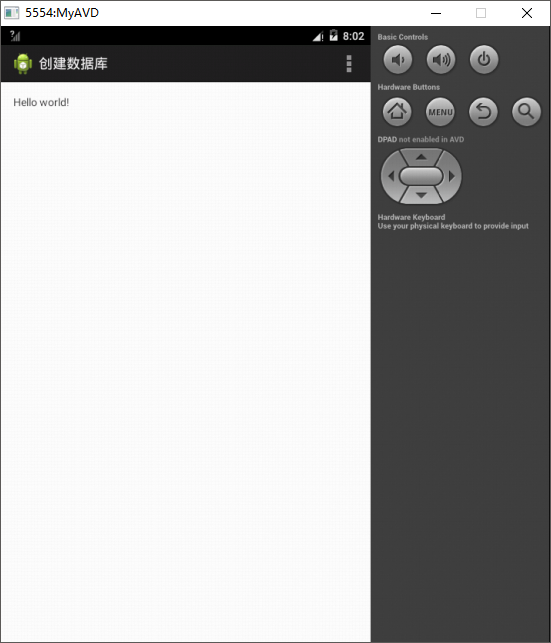 5554:MyAVD
8:02
创建数据库
Hello world!
Basic Controls
Hardware Buttons
MENU
DPAD not enabled in AVD
Hardware Keyboard
Use your physical keyboard to provide input